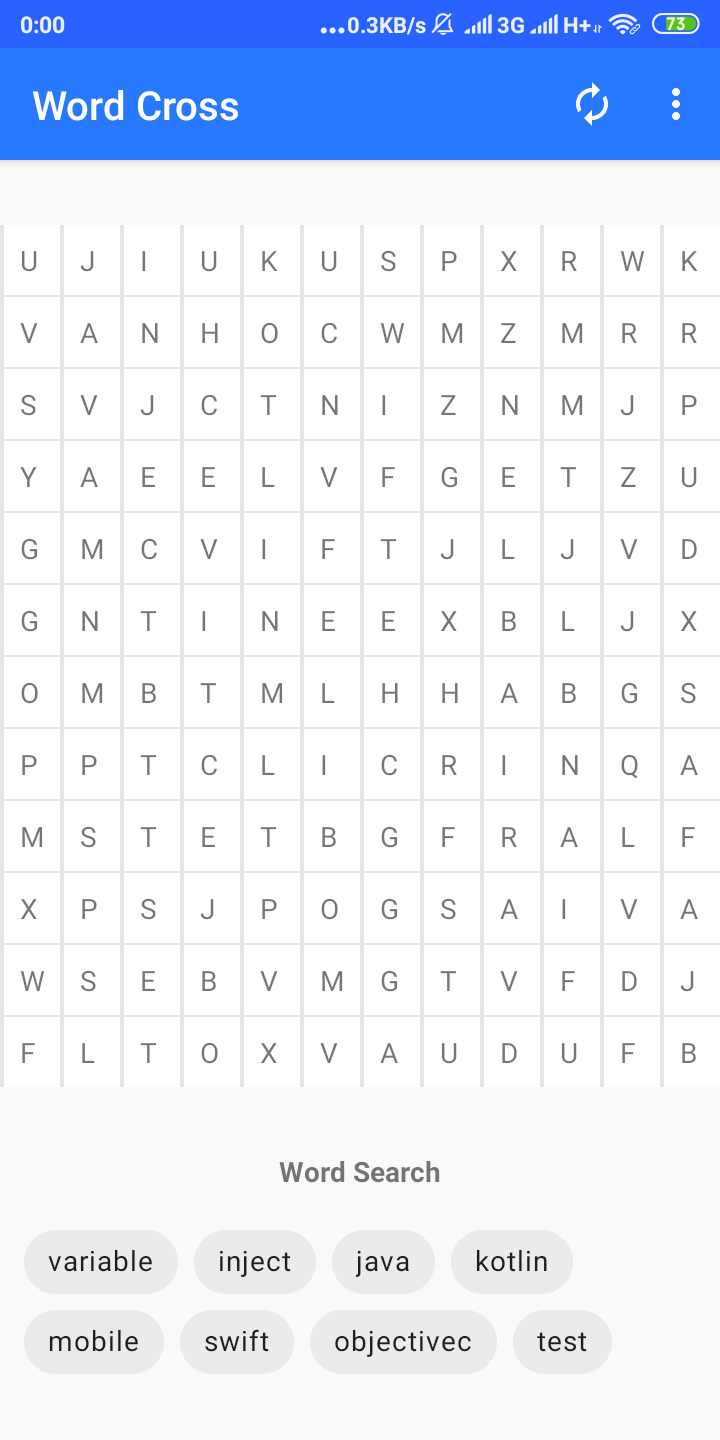 0:00 ...0.3KB/s 3G H+ 73
Word Cross
U J I U K U S P X R W K
V A N H O C W M Z M R R
S V J C T N I Z N M J P
Y A E E L V F G E T Z U
G M C V I F T J L J V D
G N T I N E E X B L J X
O M B T M L H H A B G S
P P T C L I C R I N Q A
M S T E T B G F R A L F
X P S J P O G S A I V A
W S E B V M G T V F D J
F L T O X V A U D U F B
Word Search
variable inject java kotlin
mobile swift objectivec test